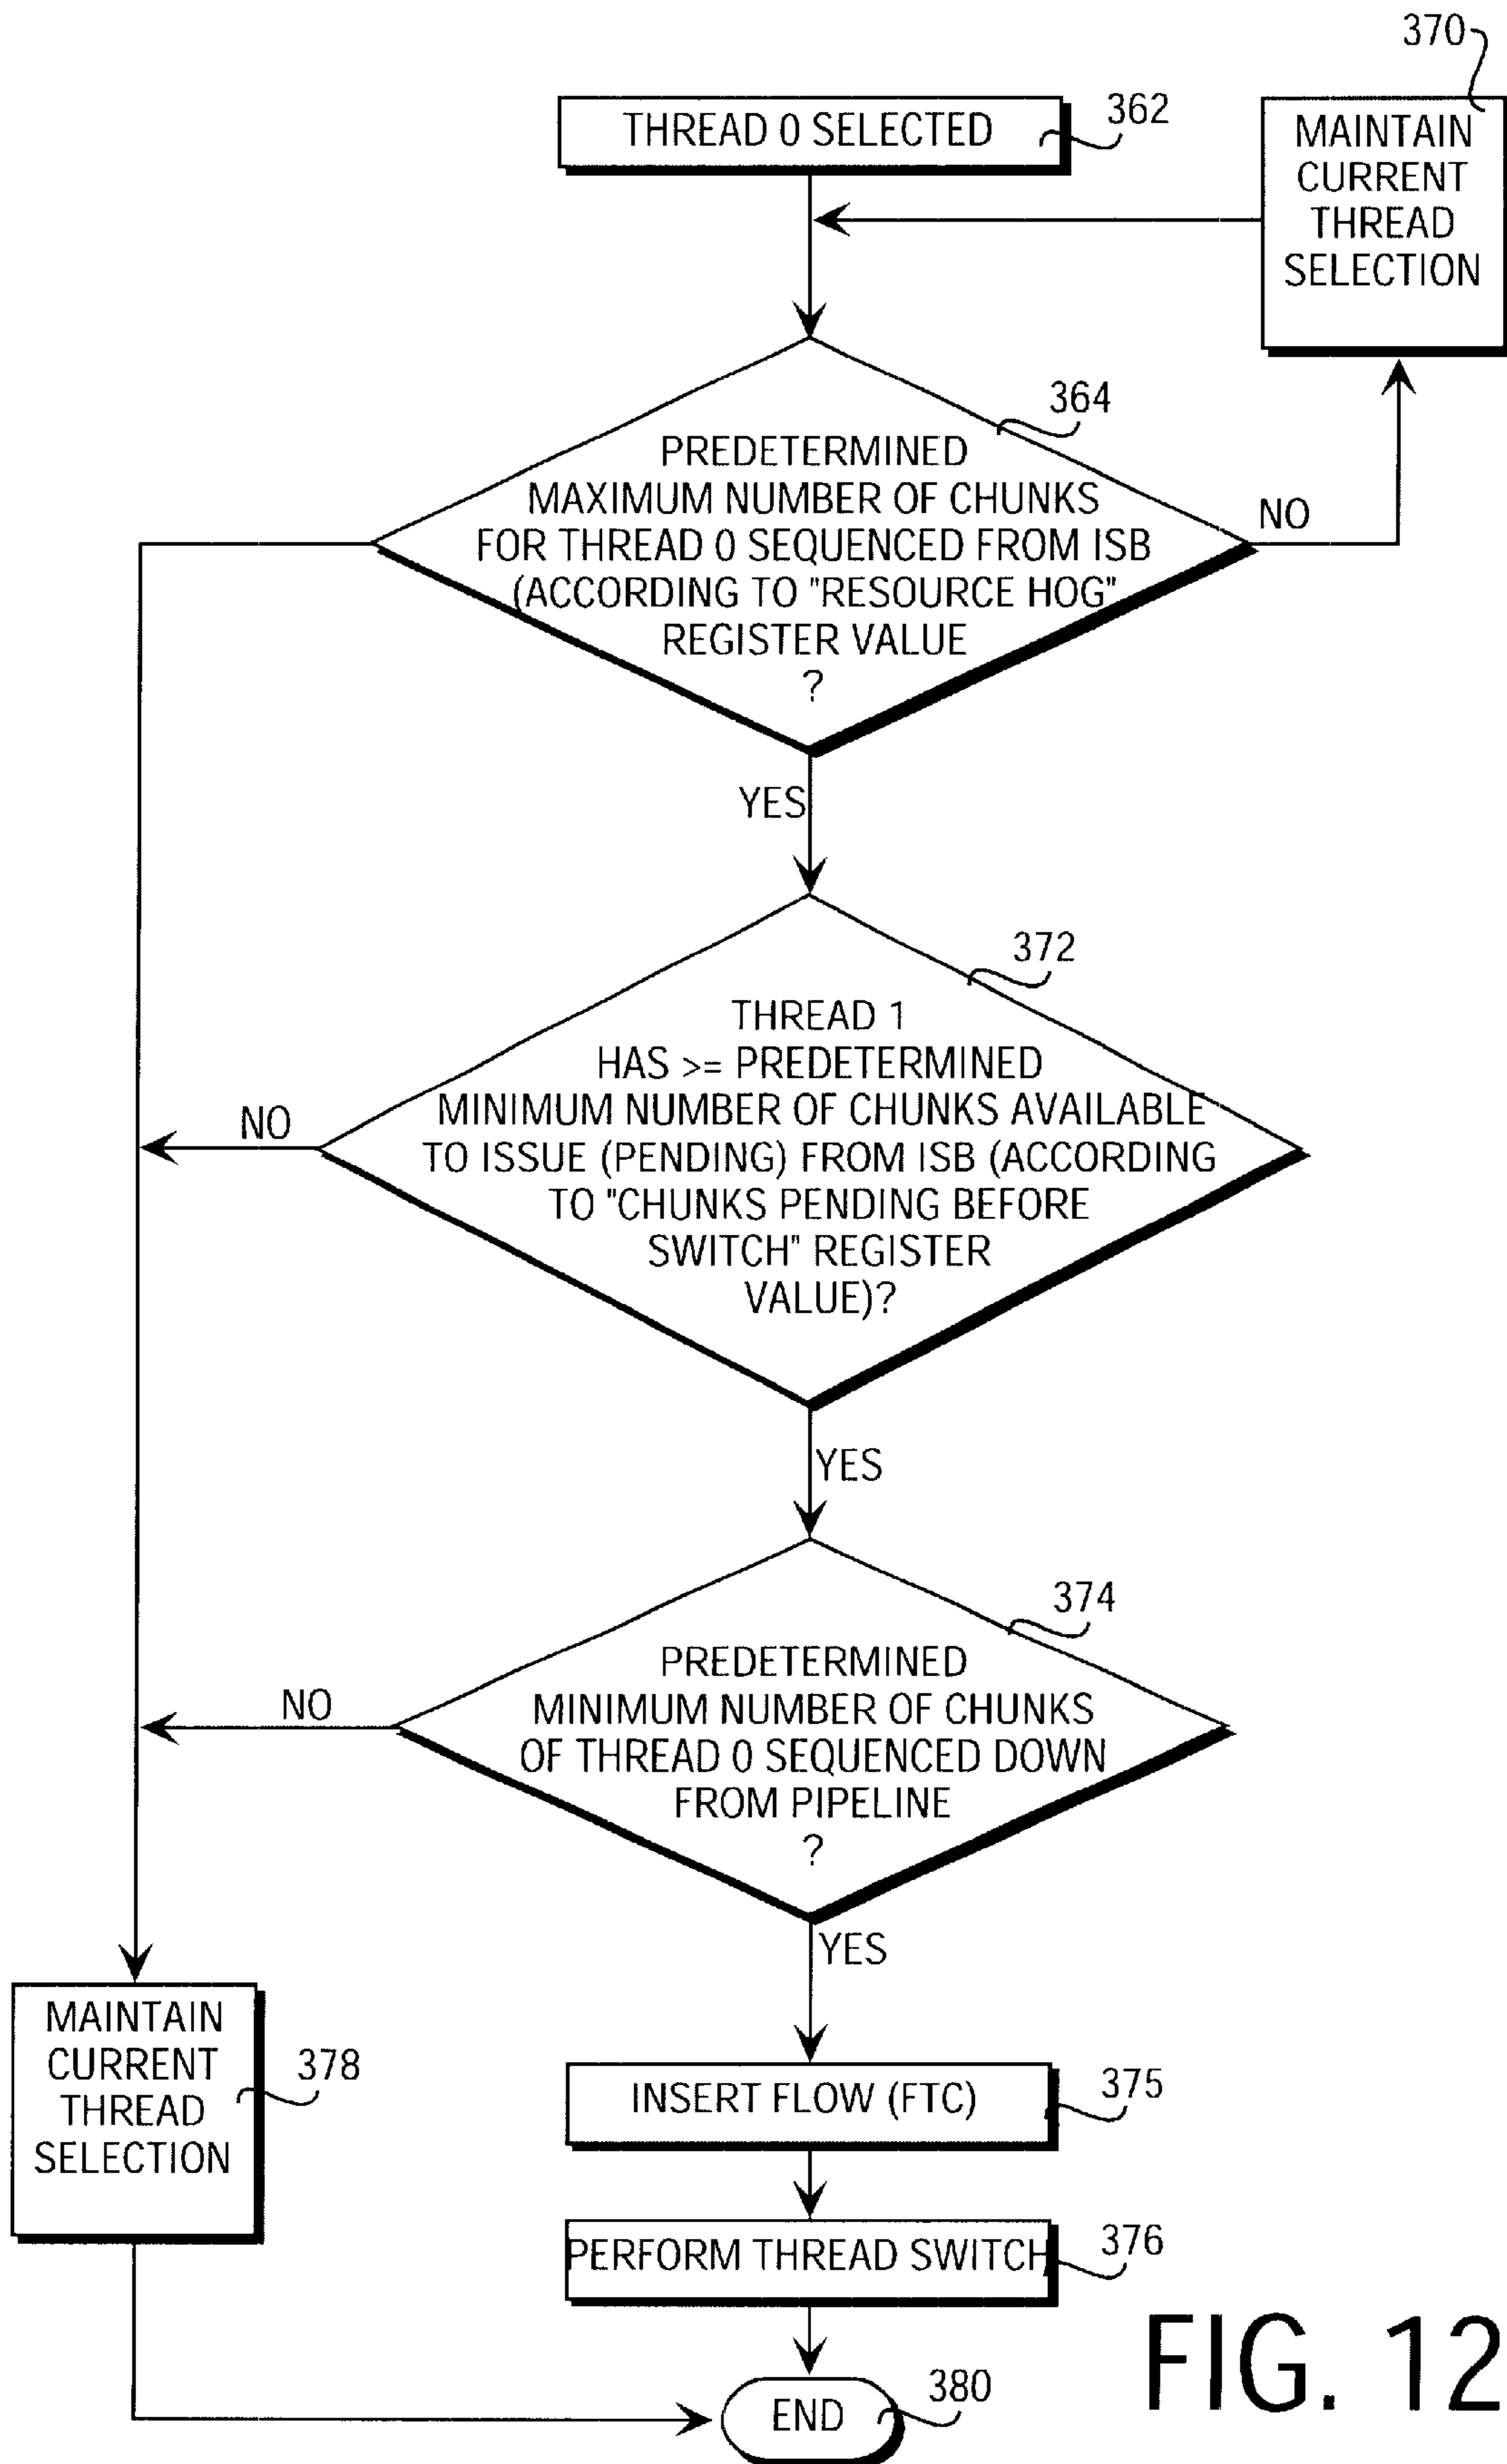 370
THREAD 0 SELECTED
362
MAINTAIN
CURRENT
THREAD
SELECTION
364
PREDETERMINED
MAXIMUM NUMBER OF CHUNKS
FOR THREAD 0 SEQUENCED FROM ISB
(ACCORDING TO "RESOURCE HOG"
REGISTER VALUE
?
NO
YES
372
THREAD 1
HAS >= PREDETERMINED
MINIMUM NUMBER OF CHUNKS AVAILABLE
TO ISSUE (PENDING) FROM ISB (ACCORDING
TO "CHUNKS PENDING BEFORE
SWITCH" REGISTER
VALUE)?
NO
YES
374
PREDETERMINED
MINIMUM NUMBER OF CHUNKS
OF THREAD 0 SEQUENCED DOWN
FROM PIPELINE
?
NO
YES
MAINTAIN
CURRENT
THREAD
SELECTION
378
INSERT FLOW (FTC)
375
PERFORM THREAD SWITCH
376
END
380
FIG. 12